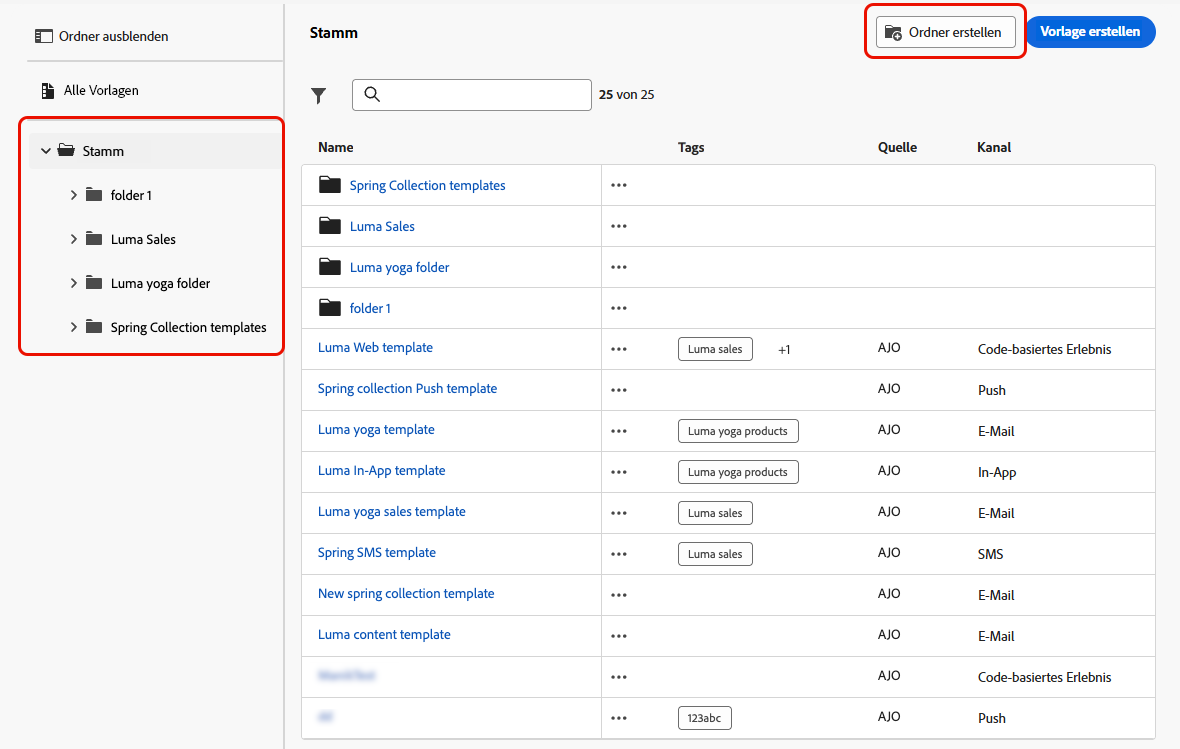 Ordner ausblenden
Alle Vorlagen
Stamm
folder 1
Luma Sales
Luma yoga folder
Spring Collection templates
Stamm
Ordner erstellen
Vorlage erstellen
25 von 25
Name Tags Quelle Kanal
Spring Collection templates
Luma Sales
Luma yoga folder
folder 1
Luma Web template Luma sales +1 AJO Code-basiertes Erlebnis
Spring collection Push template AJO Push
Luma yoga template Luma yoga products AJO E-Mail
Luma In-App template Luma yoga products AJO In-App
Luma yoga sales template Luma sales AJO E-Mail
Spring SMS template Luma sales AJO SMS
New spring collection template AJO E-Mail
Luma content template AJO E-Mail
AJO Code-basiertes Erlebnis
123abc AJO Push